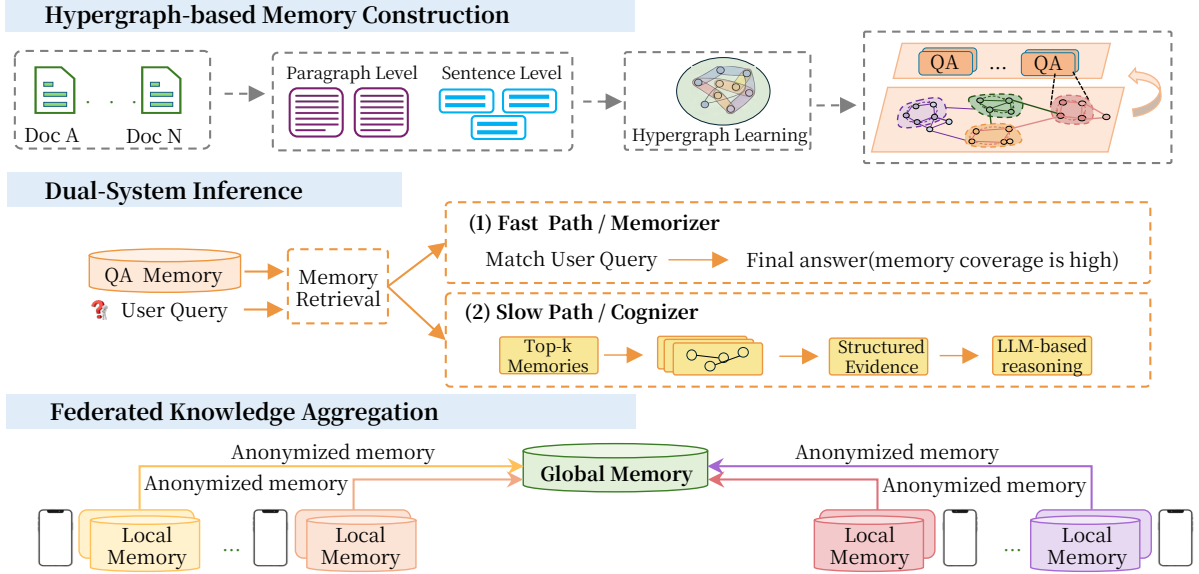 Hypergraph-based Memory Construction
Doc A
. . . .
Doc N
Paragraph Level
Sentence Level
Hypergraph Learning
QA
...
QA
Dual-System Inference
QA Memory
? User Query
Memory
Retrieval
(1) Fast Path / Memorizer
Match User Query
Final answer(memory coverage is high)
(2) Slow Path / Cognizer
Top-k
Memories
Structured
Evidence
LLM-based
reasoning
Federated Knowledge Aggregation
Anonymized memory
Anonymized memory
Global Memory
Anonymized memory
Anonymized memory
Local
Memory
...
Local
Memory
Local
Memory
...
Local
Memory